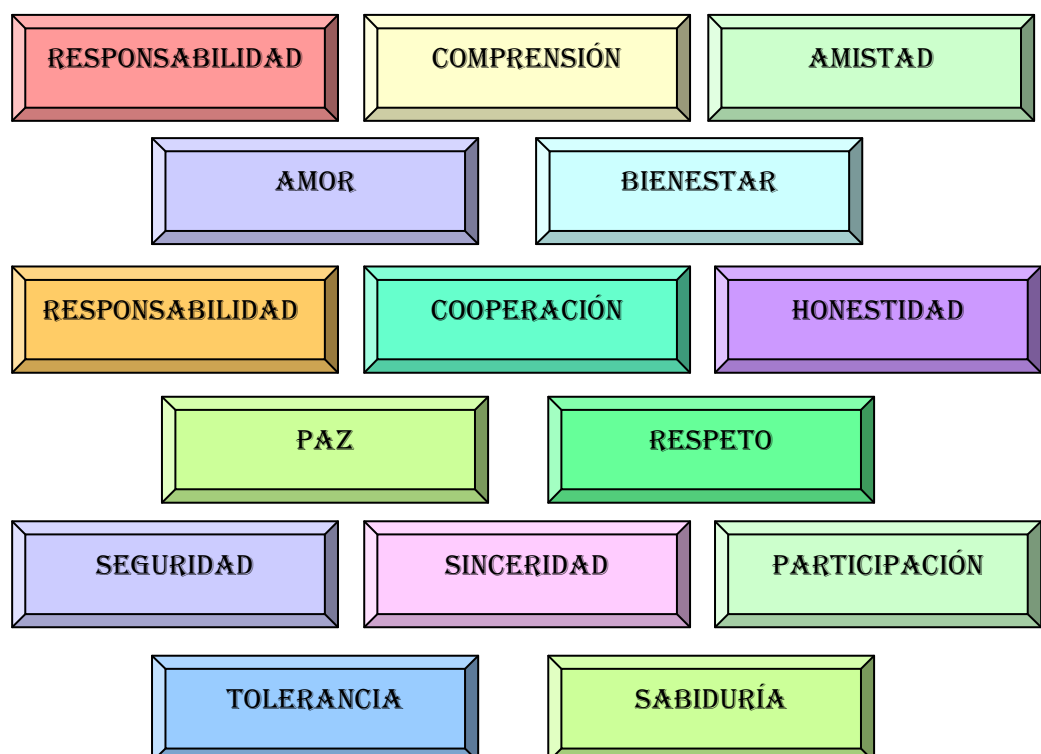 RESPONSABILIDAD
COMPRENSIÓN
AMISTAD
AMOR
BIENESTAR
RESPONSABILIDAD
COOPERACIÓN
HONESTIDAD
PAZ
RESPETO
SEGURIDAD
SINCERIDAD
PARTICIPACIÓN
TOLERANCIA
SABIDURÍA